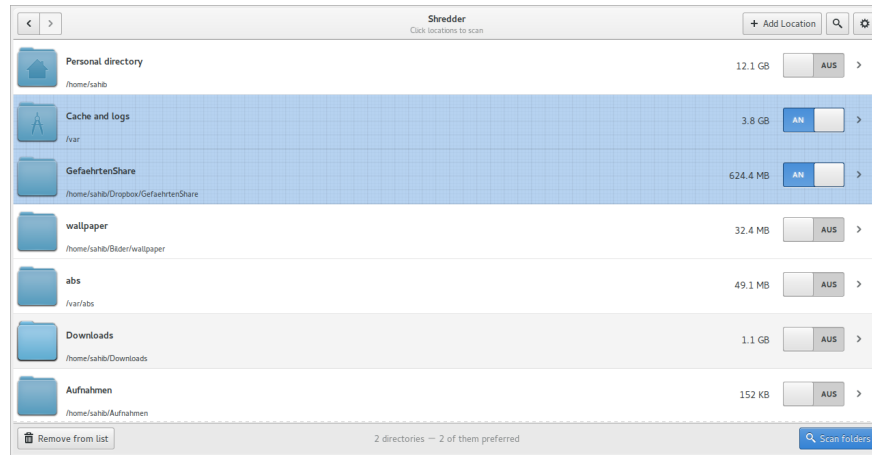 Shredder
Click locations to scan
+ Add Location
Personal directory
/home/sahib
12.1 GB
AUS
Cache and logs
/var
3.8 GB
AN
GefaehrtenShare
/home/sahib/Dropbox/GefaehrtenShare
624.4 MB
AN
wallpaper
/home/sahib/Bilder/wallpaper
32.4 MB
AUS
abs
/var/abs
49.1 MB
AUS
Downloads
/home/sahib/Downloads
1.1 GB
AUS
Aufnahmen
/home/sahib/Aufnahmen
152 KB
AUS
Remove from list
2 directories — 2 of them preferred
Scan folders